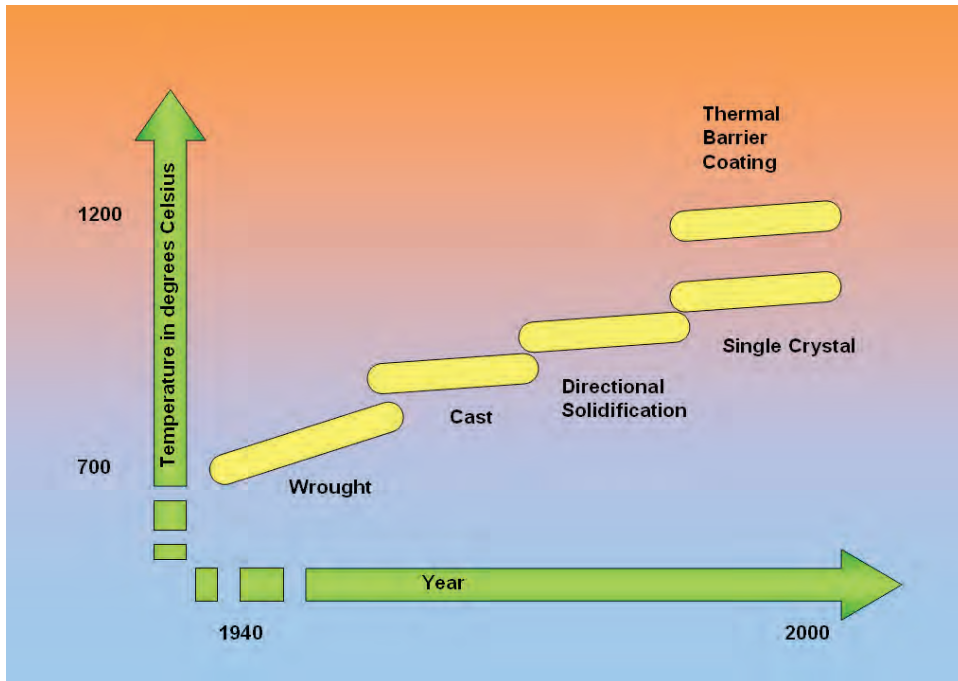 Thermal
Barrier
Coating
Temperature in degrees Celsius
1200
Single Crystal
Directional
Solidification
Cast
700
Wrought
Year
1940
2000